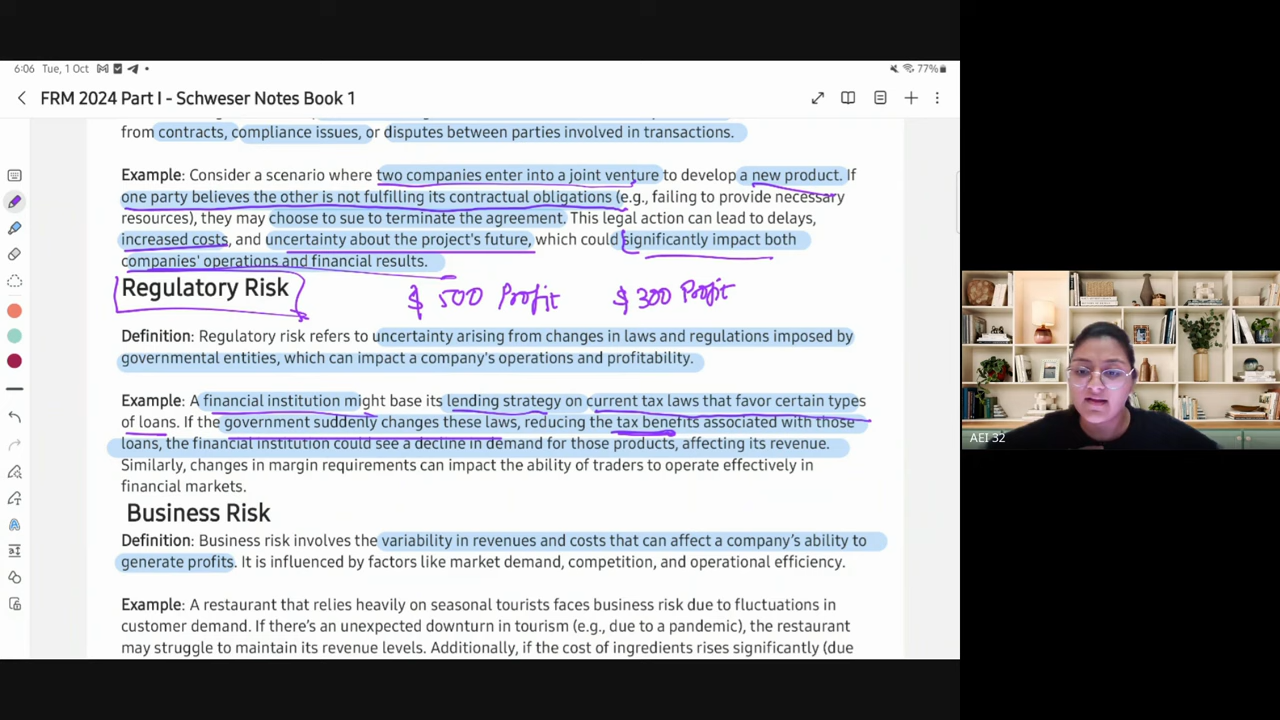 6:06 Tue, 1 Oct
77%
FRM 2024 Part I - Schweser Notes Book 1
from contracts, compliance issues, or disputes between parties involved in transactions.
Example: Consider a scenario where two companies enter into a joint venture to develop a new product. If
one party believes the other is not fulfilling its contractual obligations (e.g., failing to provide necessary
resources), they may choose to sue to terminate the agreement. This legal action can lead to delays,
increased costs, and uncertainty about the project's future, which could significantly impact both
companies' operations and financial results.
Regulatory Risk
$ 500 Profit $ 300 Profit
Definition: Regulatory risk refers to uncertainty arising from changes in laws and regulations imposed by
governmental entities, which can impact a company's operations and profitability.
Example: A financial institution might base its lending strategy on current tax laws that favor certain types
of loans. If the government suddenly changes these laws, reducing the tax benefits associated with those
loans, the financial institution could see a decline in demand for those products, affecting its revenue.
Similarly, changes in margin requirements can impact the ability of traders to operate effectively in
financial markets.
Business Risk
Definition: Business risk involves the variability in revenues and costs that can affect a company's ability to
generate profits. It is influenced by factors like market demand, competition, and operational efficiency.
Example: A restaurant that relies heavily on seasonal tourists faces business risk due to fluctuations in
customer demand. If there's an unexpected downturn in tourism (e.g., due to a pandemic), the restaurant
may struggle to maintain its revenue levels. Additionally, if the cost of ingredients rises significantly (due
AEI 32